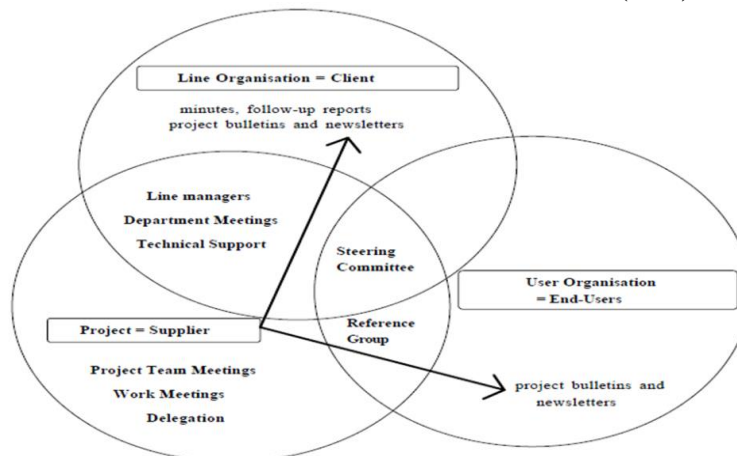 Line Organisation = Client
minutes, follow-up reports
project bulletins and newsletters
Line managers
Department Meetings
Technical Support
Steering
Committee
User Organisation
= End-Users
Project = Supplier
Reference
Group
Project Team Meetings
Work Meetings
Delegation
project bulletins and
newsletters